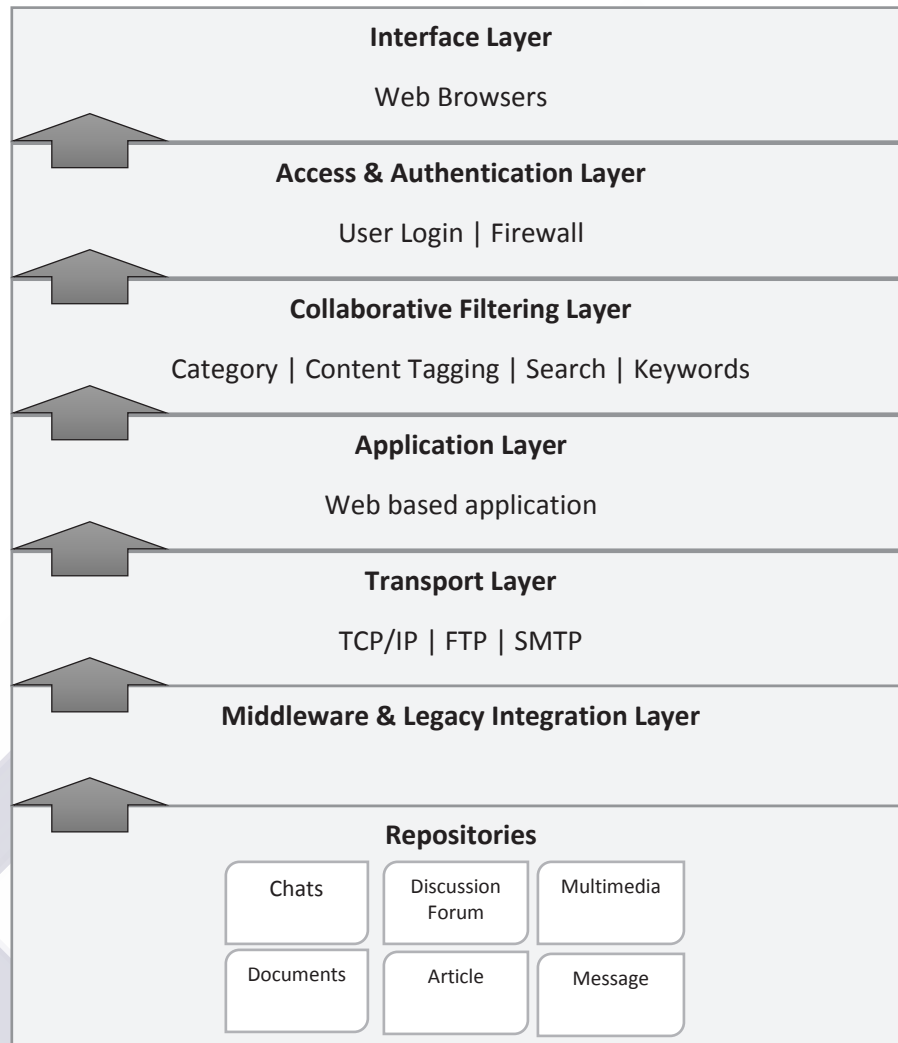 Interface Layer
Web Browsers
Access & Authentication Layer
User Login | Firewall
Collaborative Filtering Layer
Category | Content Tagging | Search | Keywords
Application Layer
Web based application
Transport Layer
TCP/IP | FTP | SMTP
Middleware & Legacy Integration Layer
Repositories
Chats
Discussion
Forum
Multimedia
Documents
Article
Message